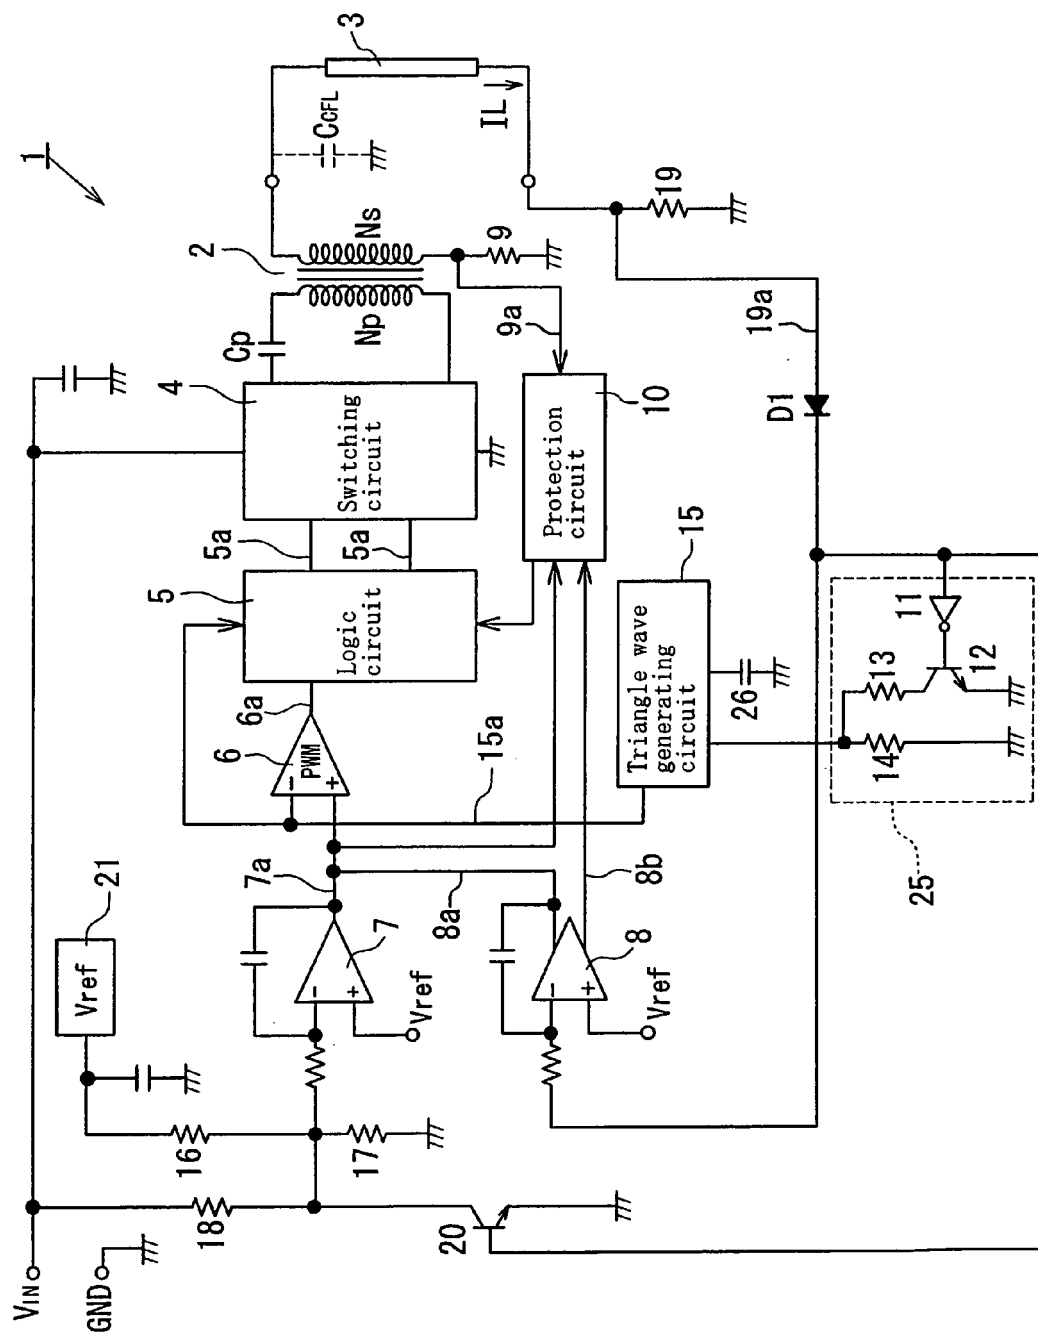 1
VIN
GND
18
16
17
20
21
Vref
7
7a
Vref
8
8a
8b
Vref
6
PWM
6a
15a
5
Logic
circuit
5a
5a
4
Switching
circuit
Cp
Np
2
Ns
CCFL
3
IL
9
9a
Protection
circuit
10
19
19a
D1
15
Triangle wave
generating
circuit
26
11
12
13
14
25